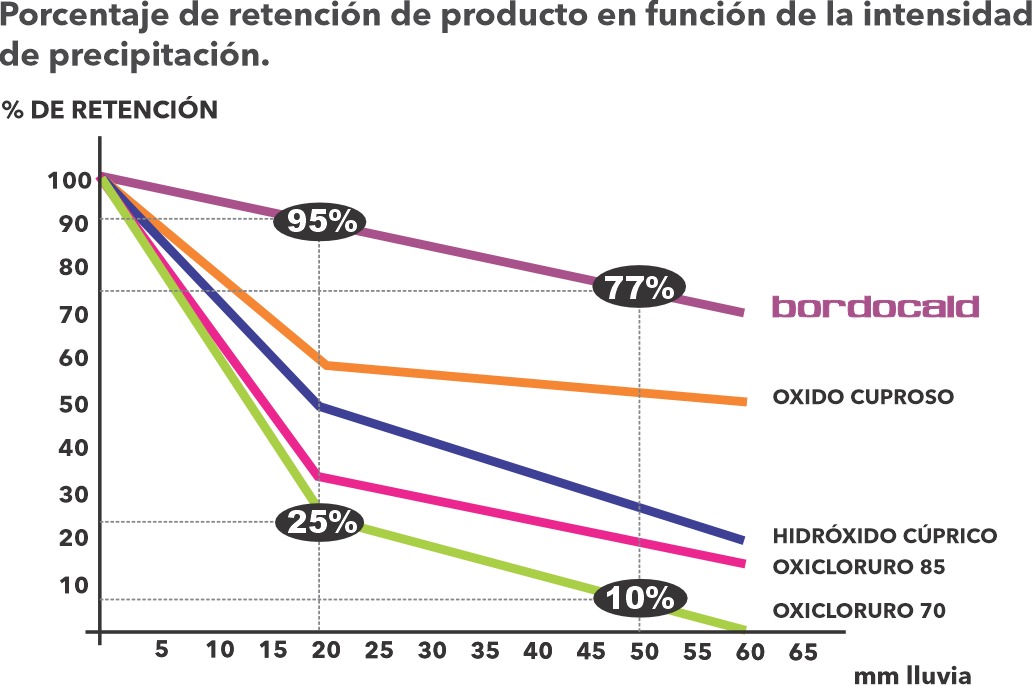 Porcentaje de retención de producto en función de la intensidad
de precipitación.
% DE RETENCIÓN
100
90
80
70
60
50
40
30
20
10
95%
77%
25%
10%
bordocald
OXIDO CUPROSO
HIDRÓXIDO CÚPRICO
OXICLORURO 85
OXICLORURO 70
5 10 15 20 25 30 35 40 45 50 55 60 65
mm lluvia